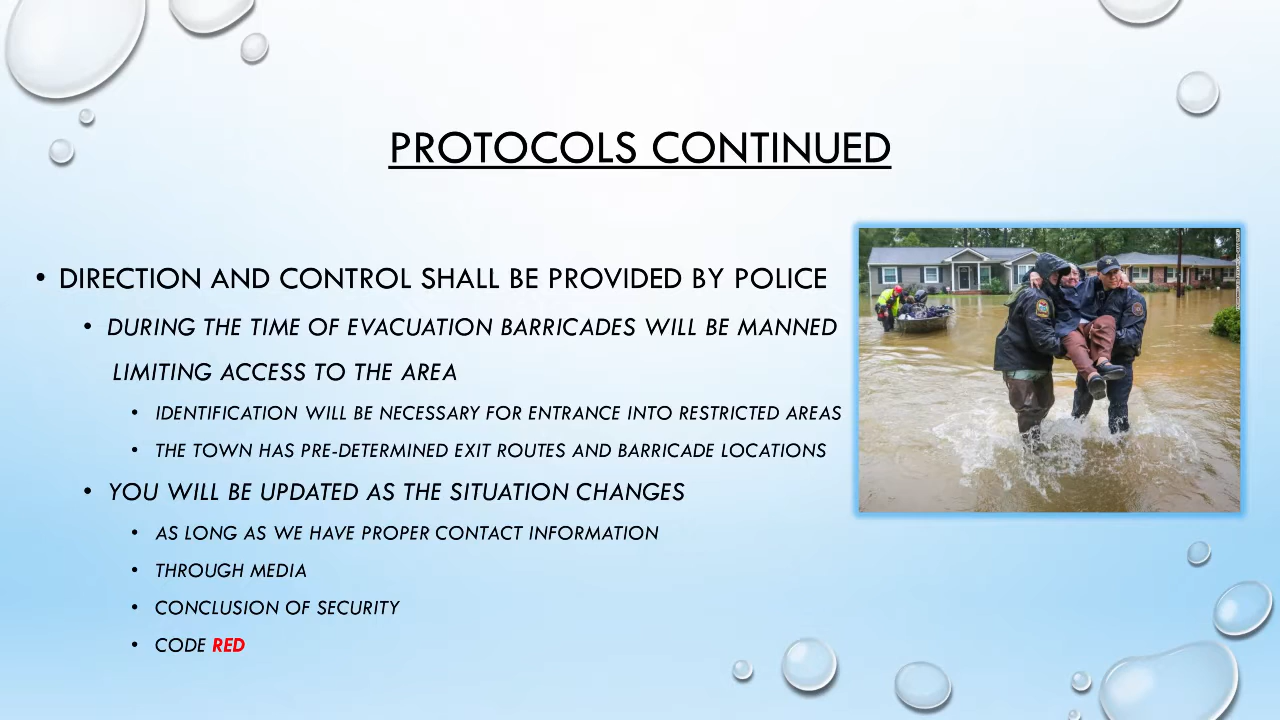 PROTOCOLS CONTINUED
• DIRECTION AND CONTROL SHALL BE PROVIDED BY POLICE
• DURING THE TIME OF EVACUATION BARRICADES WILL BE MANNED
LIMITING ACCESS TO THE AREA
• IDENTIFICATION WILL BE NECESSARY FOR ENTRANCE INTO RESTRICTED AREAS
• THE TOWN HAS PRE-DETERMINED EXIT ROUTES AND BARRICADE LOCATIONS
• YOU WILL BE UPDATED AS THE SITUATION CHANGES
• AS LONG AS WE HAVE PROPER CONTACT INFORMATION
• THROUGH MEDIA
• CONCLUSION OF SECURITY
• CODE RED